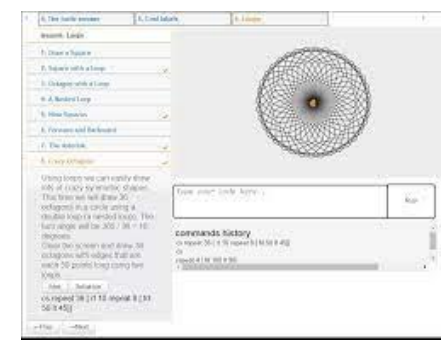 4. The turtle
5. Cool labels
6. Loops
Lesson 6. Loops
1. Draw a Square
2. Square with a Loop
3. Octagon with a Loop
4. A Nested Loop
5. Nine Squares
6. Forward and Backward
7. The Asterisk
8. Crazy octagons
Using loops we can easily draw
lots of crazy symmetric shapes.
This time we will draw 36
octagons in a circle using a
double loop (a nested loop). The
turn angle will be 360 / 36 = 10
degrees.
Clear the screen and draw 36
octagons with edges that are
each 50 points long using two
loops.
Hint
Solution
cs repeat 36 [ rt 10 repeat 8 [ fd
50 lt 45]]
Type your code here...
Run
commands history
cs repeat 36 [ rt 10 repeat 8 [ fd 50 lt 45]]
cs
repeat 4 [ fd 100 lt 90]
←Prev
→Next